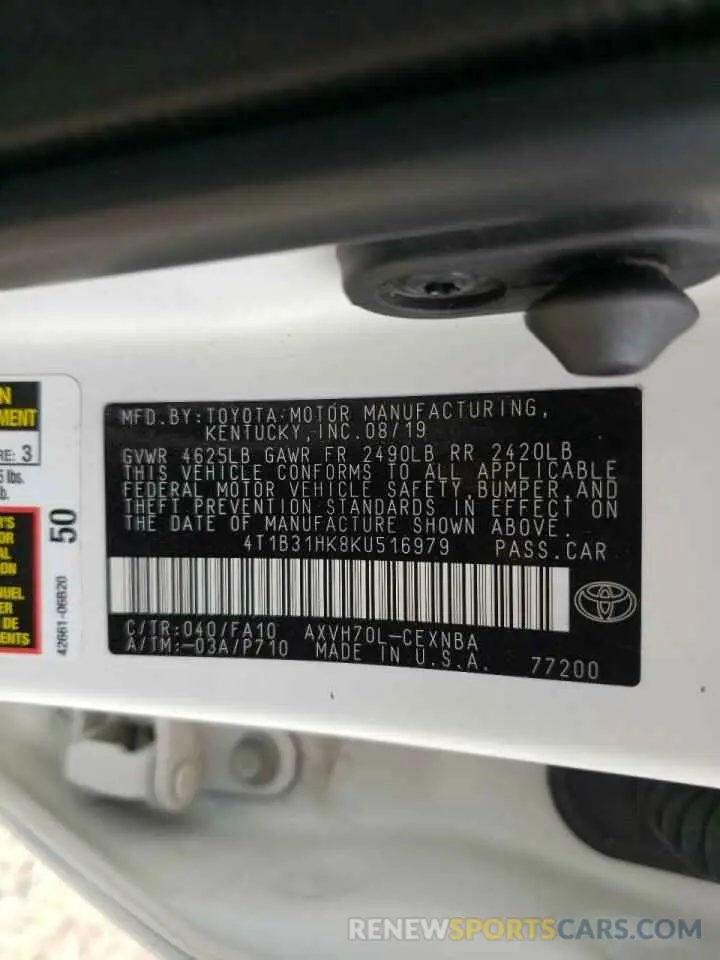 MFD.BY:TOYOTA MOTOR MANUFACTURING,
KENTUCKY, INC. 08/19
GVWR 4625LB GAWR FR 2490LB RR 2420LB
THIS VEHICLE CONFORMS TO ALL APPLICABLE
FEDERAL MOTOR VEHICLE SAFETY, BUMPER, AND
THEFT PREVENTION STANDARDS IN EFFECT ON
THE DATE OF MANUFACTURE SHOWN ABOVE.
4T1B31HK8KU516979 PASS.CAR
C/TR:040/FA10 AXVH70L-CEXNBA
A/TM:-03A/P710 MADE IN U.S.A. 77200
50
42661-06B20
3
lbs.
RENEWSPORTSCARS.COM